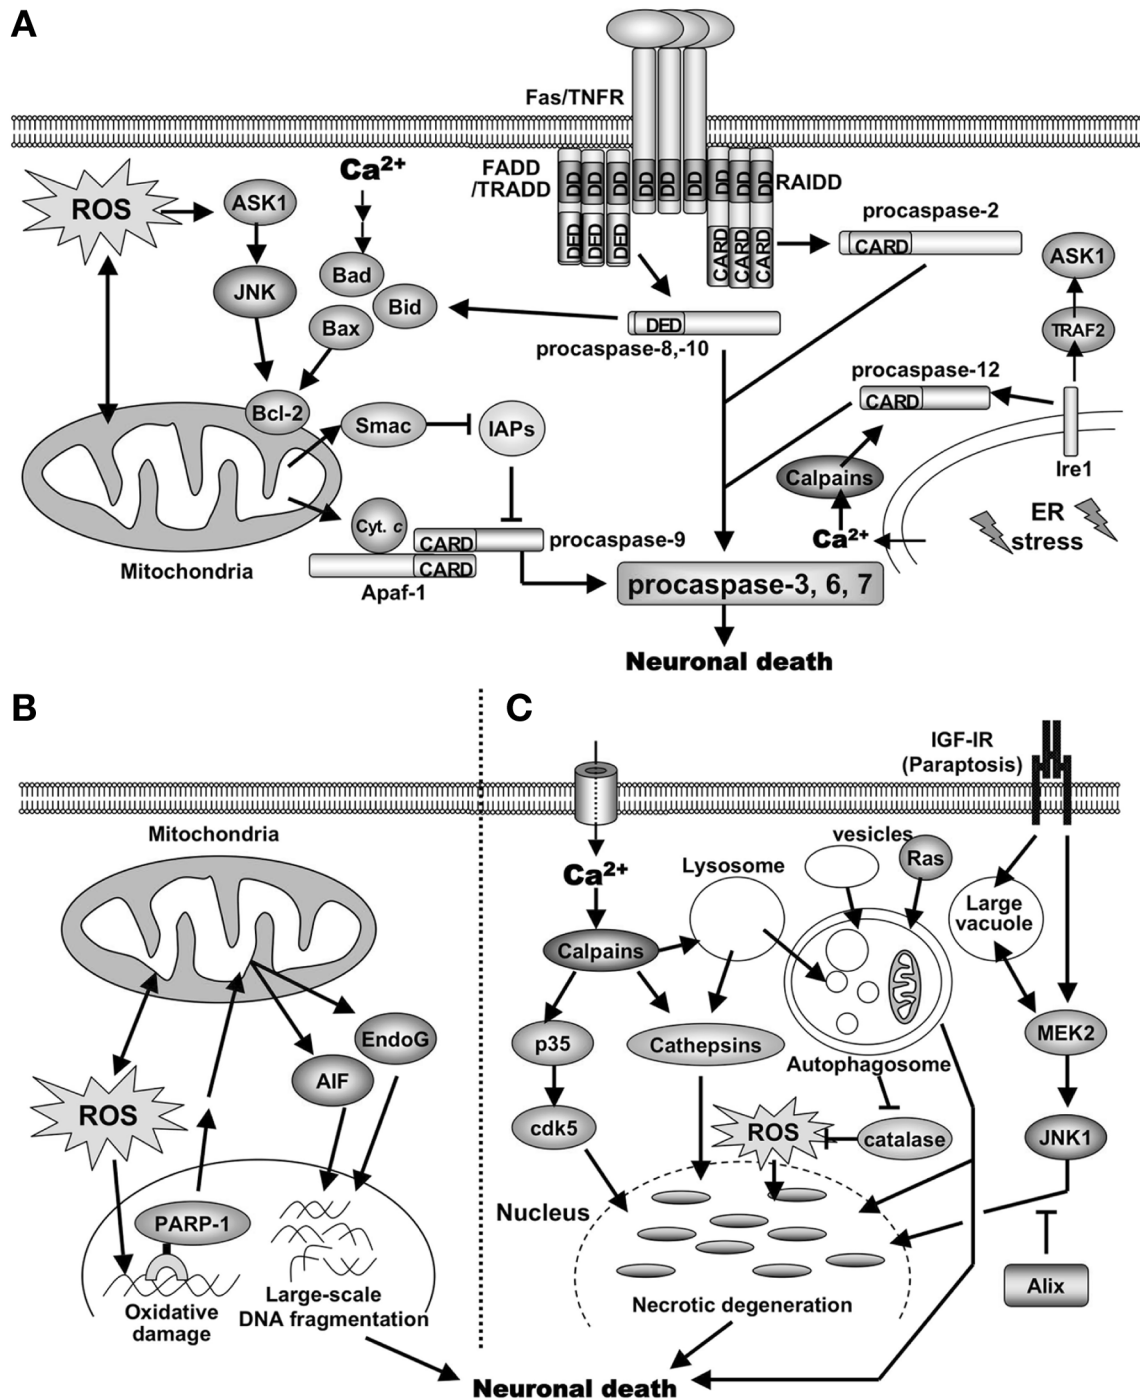 A
Fas/TNFR
FADD
/TRADD
DD
DD
DD
DD
DD
DD
DD
DD
DD
RAIDD
DED
DED
DED
CARD
CARD
CARD
ROS
ASK1
Ca2+
JNK
Bad
Bid
Bax
Bcl-2
procaspase-2
CARD
ASK1
TRAF2
DED
procaspase-8,-10
procaspase-12
CARD
Ire1
Smac
IAPs
Calpains
Ca2+
ER
stress
Cyt. c
CARD
procaspase-9
CARD
Apaf-1
Mitochondria
procaspase-3, 6, 7
Neuronal death
B
Mitochondria
EndoG
AIF
ROS
PARP-1
Oxidative
damage
Large-scale
DNA fragmentation
C
IGF-IR
(Paraptosis)
Ca2+
Calpains
Lysosome
vesicles
Ras
Large
vacuole
p35
Cathepsins
Autophagosome
MEK2
cdk5
ROS
catalase
JNK1
Nucleus
Alix
Necrotic degeneration
Neuronal death